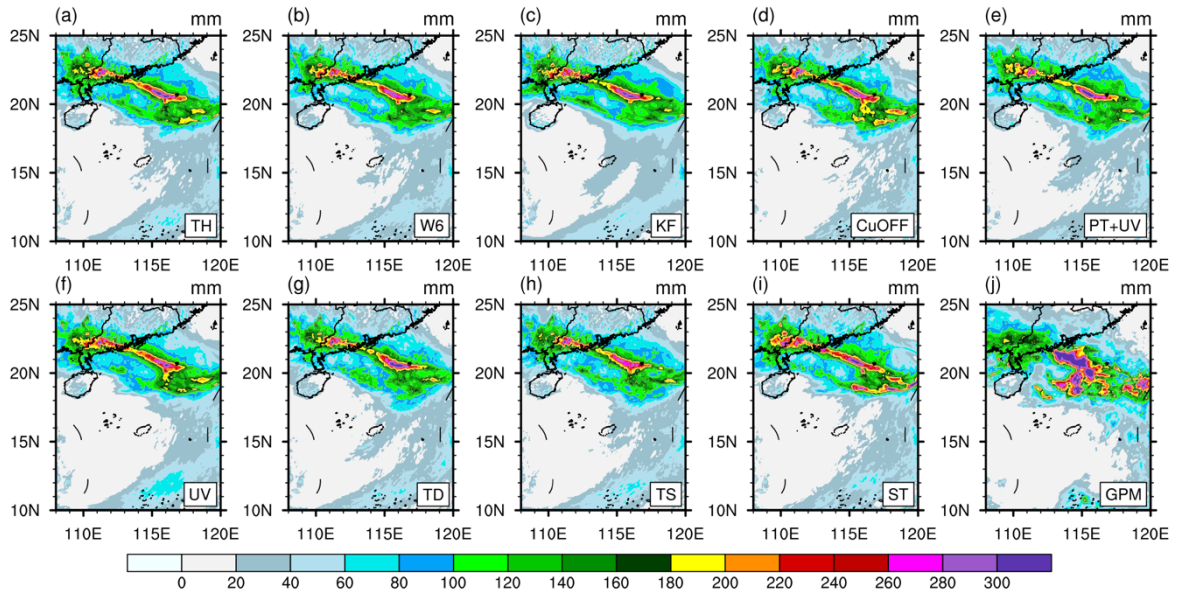 (a) mm (b) mm (c) mm (d) mm (e) mm
25N 25N 25N 25N 25N
20N 20N 20N 20N 20N
15N 15N 15N 15N 15N
TH W6 KF CuOFF PT+UV
10N 10N 10N 10N 10N
110E 115E 120E 110E 115E 120E 110E 115E 120E 110E 115E 120E 110E 115E 120E
(f) mm (g) mm (h) mm (i) mm (j) mm
25N 25N 25N 25N 25N
20N 20N 20N 20N 20N
15N 15N 15N 15N 15N
UV TD TS ST GPM
10N 10N 10N 10N 10N
110E 115E 120E 110E 115E 120E 110E 115E 120E 110E 115E 120E 110E 115E 120E
0 20 40 60 80 100 120 140 160 180 200 220 240 260 280 300